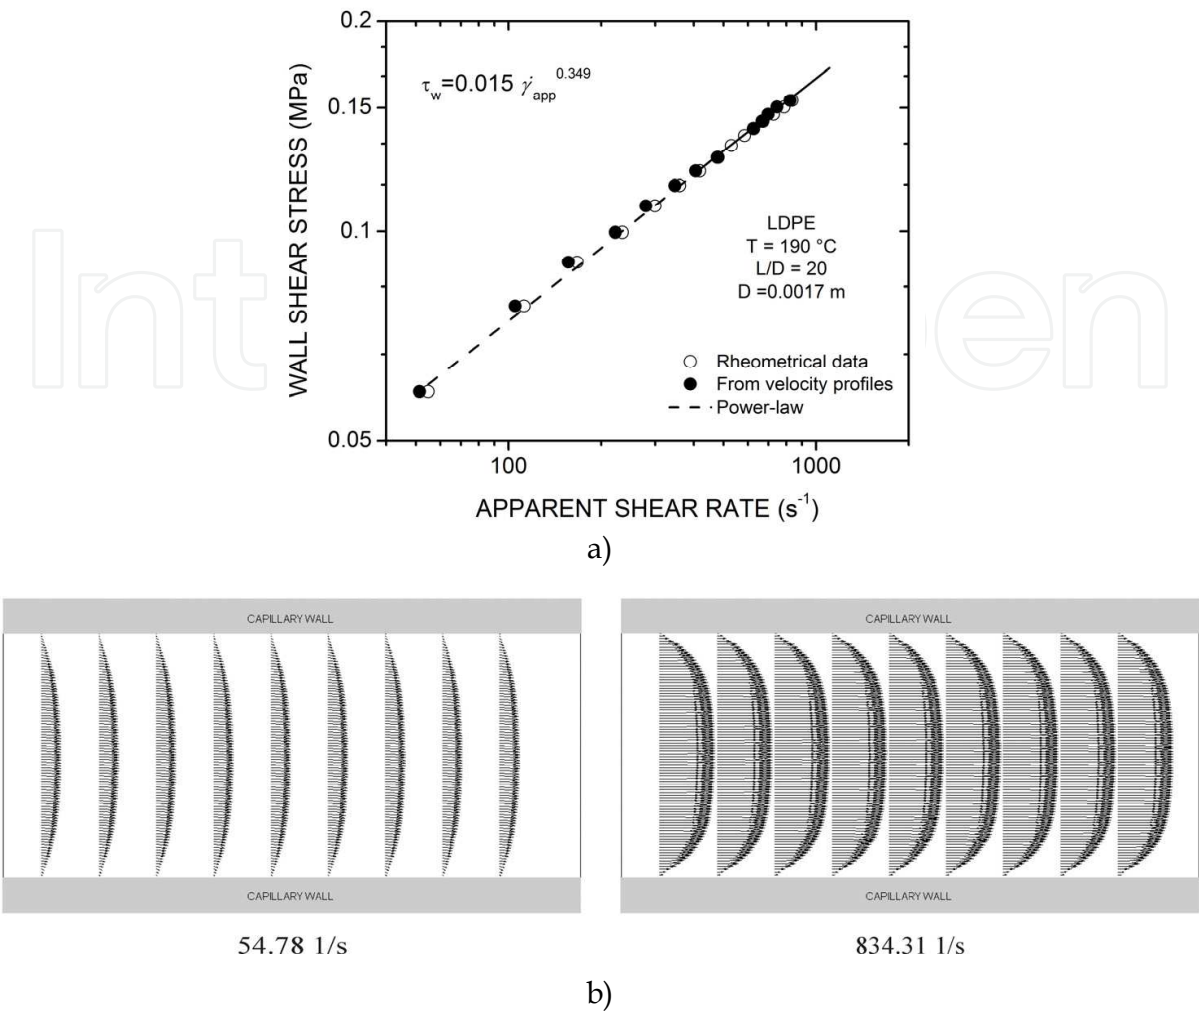 0.2
0.15
0.1
0.05
WALL SHEAR STRESS (MPa)
τw=0.015 γ̇app^0.349
LDPE
T = 190 °C
L/D = 20
D =0.0017 m
Rheometrical data
From velocity profiles
Power-law
100 1000
APPARENT SHEAR RATE (s-1)
a)
CAPILLARY WALL CAPILLARY WALL
CAPILLARY WALL CAPILLARY WALL
54.78 1/s 834.31 1/s
b)